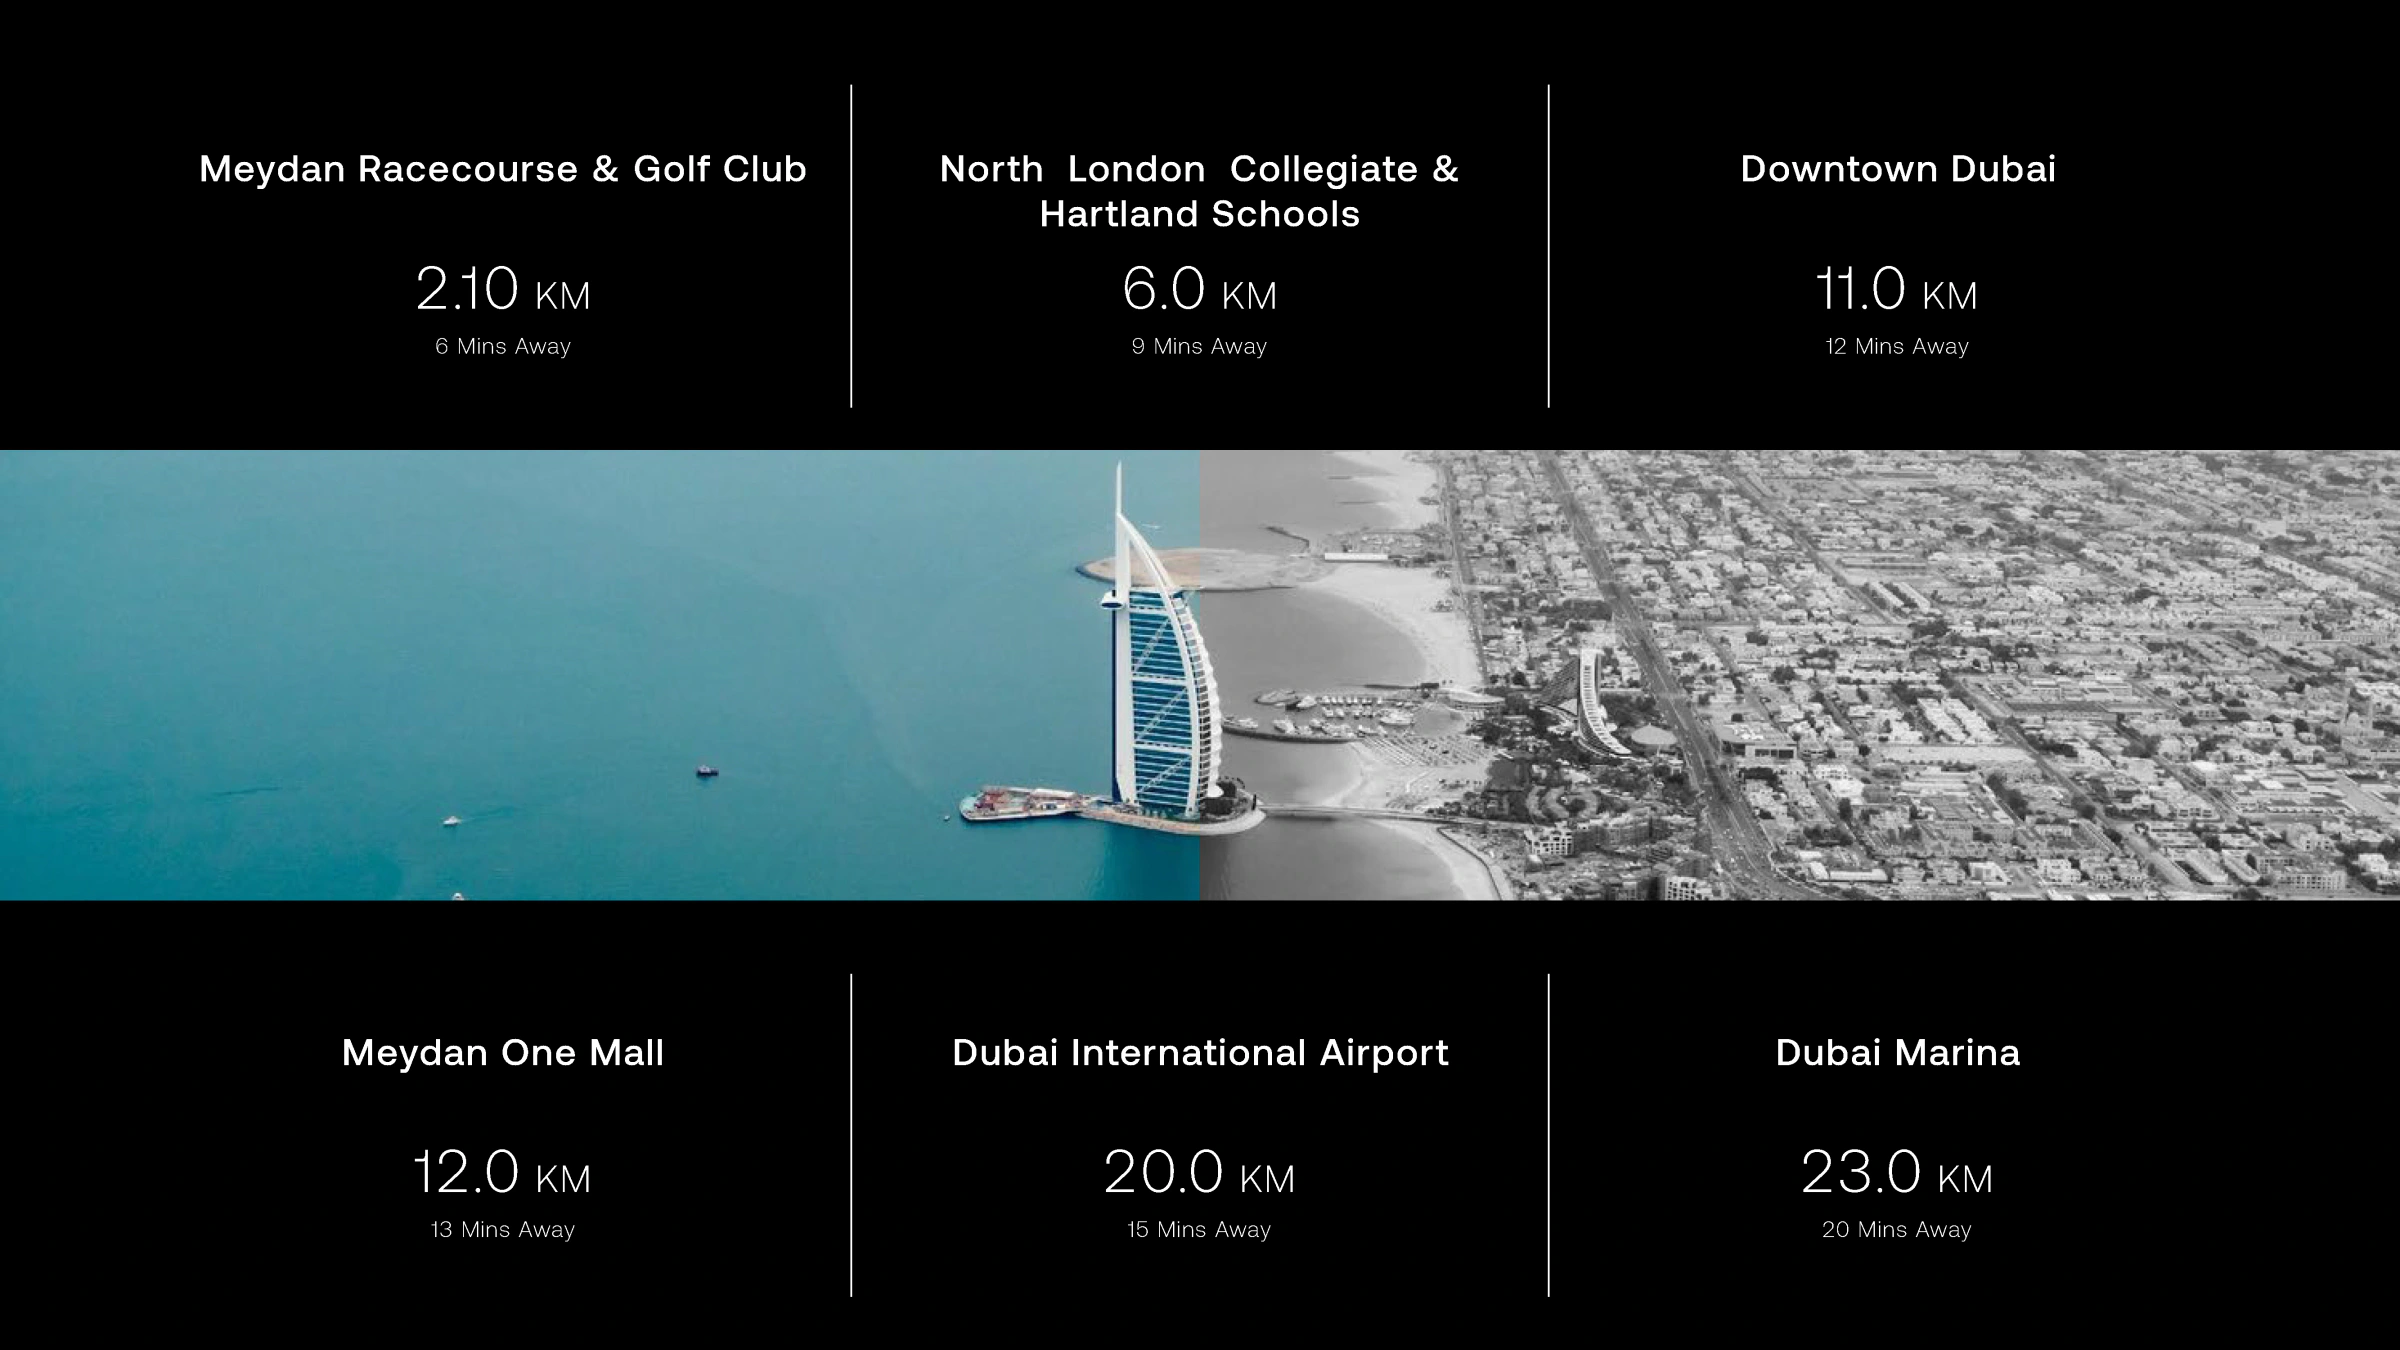 Meydan Racecourse & Golf Club
2.10 KM
6 Mins Away
North London Collegiate &
Hartland Schools
6.0 KM
9 Mins Away
Downtown Dubai
11.0 KM
12 Mins Away
Meydan One Mall
12.0 KM
13 Mins Away
Dubai International Airport
20.0 KM
15 Mins Away
Dubai Marina
23.0 KM
20 Mins Away